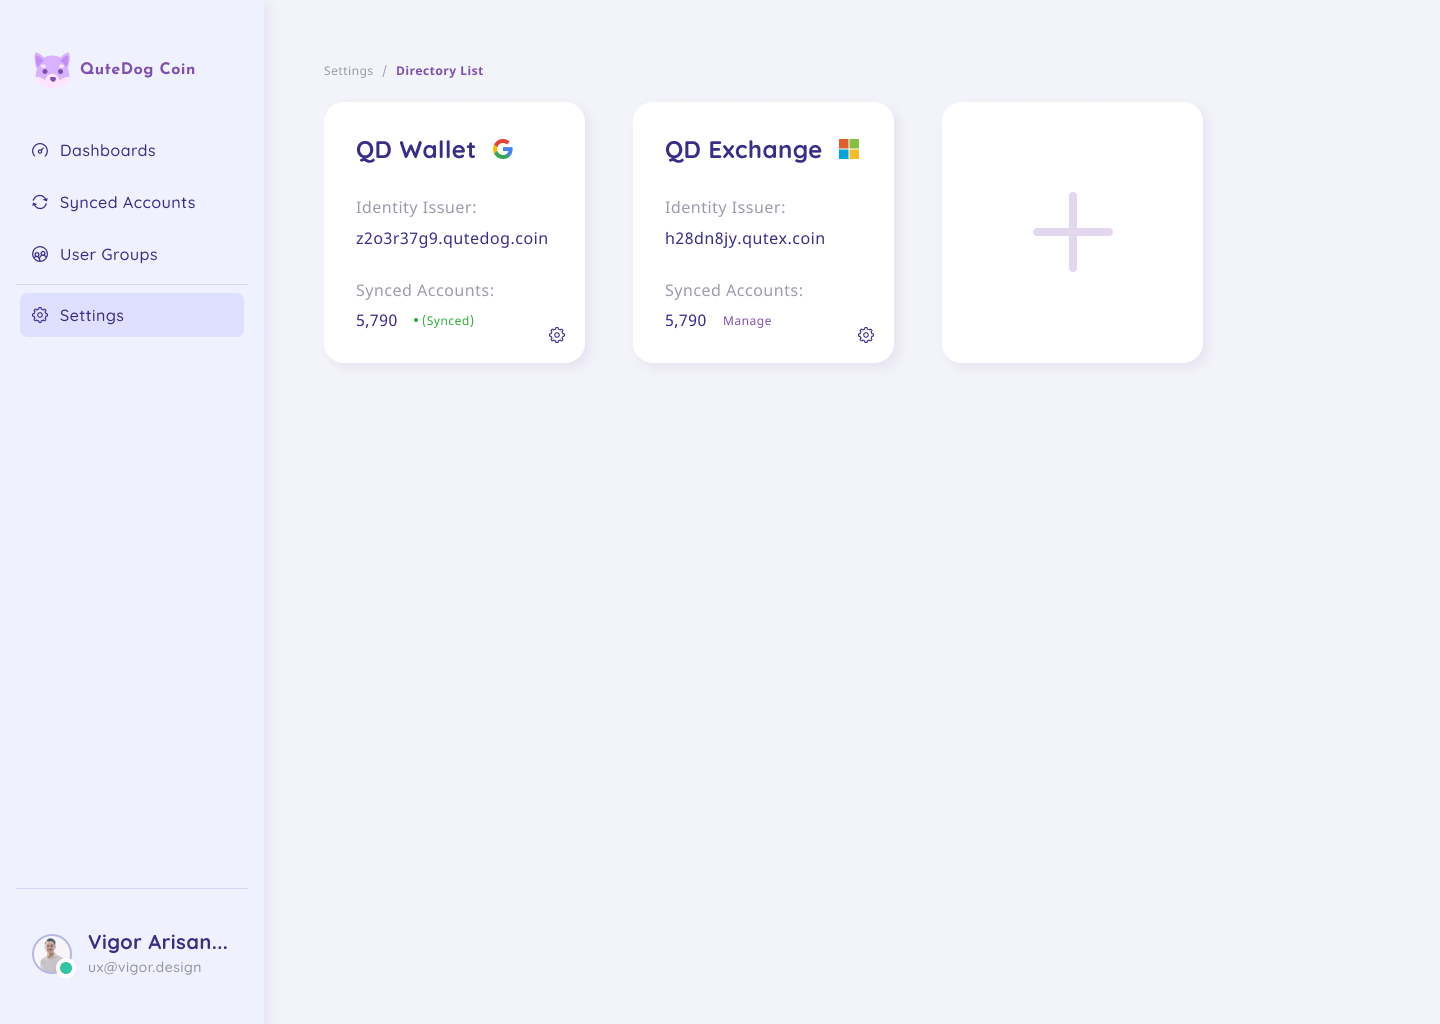 QuteDog Coin
Dashboards
Synced Accounts
User Groups
Settings
Vigor Arisan...
ux@vigor.design
Settings / Directory List
QD Wallet
Identity Issuer:
z2o3r37g9.qutedog.coin
Synced Accounts:
5,790 • (Synced)
QD Exchange
Identity Issuer:
h28dn8jy.qutex.coin
Synced Accounts:
5,790 Manage